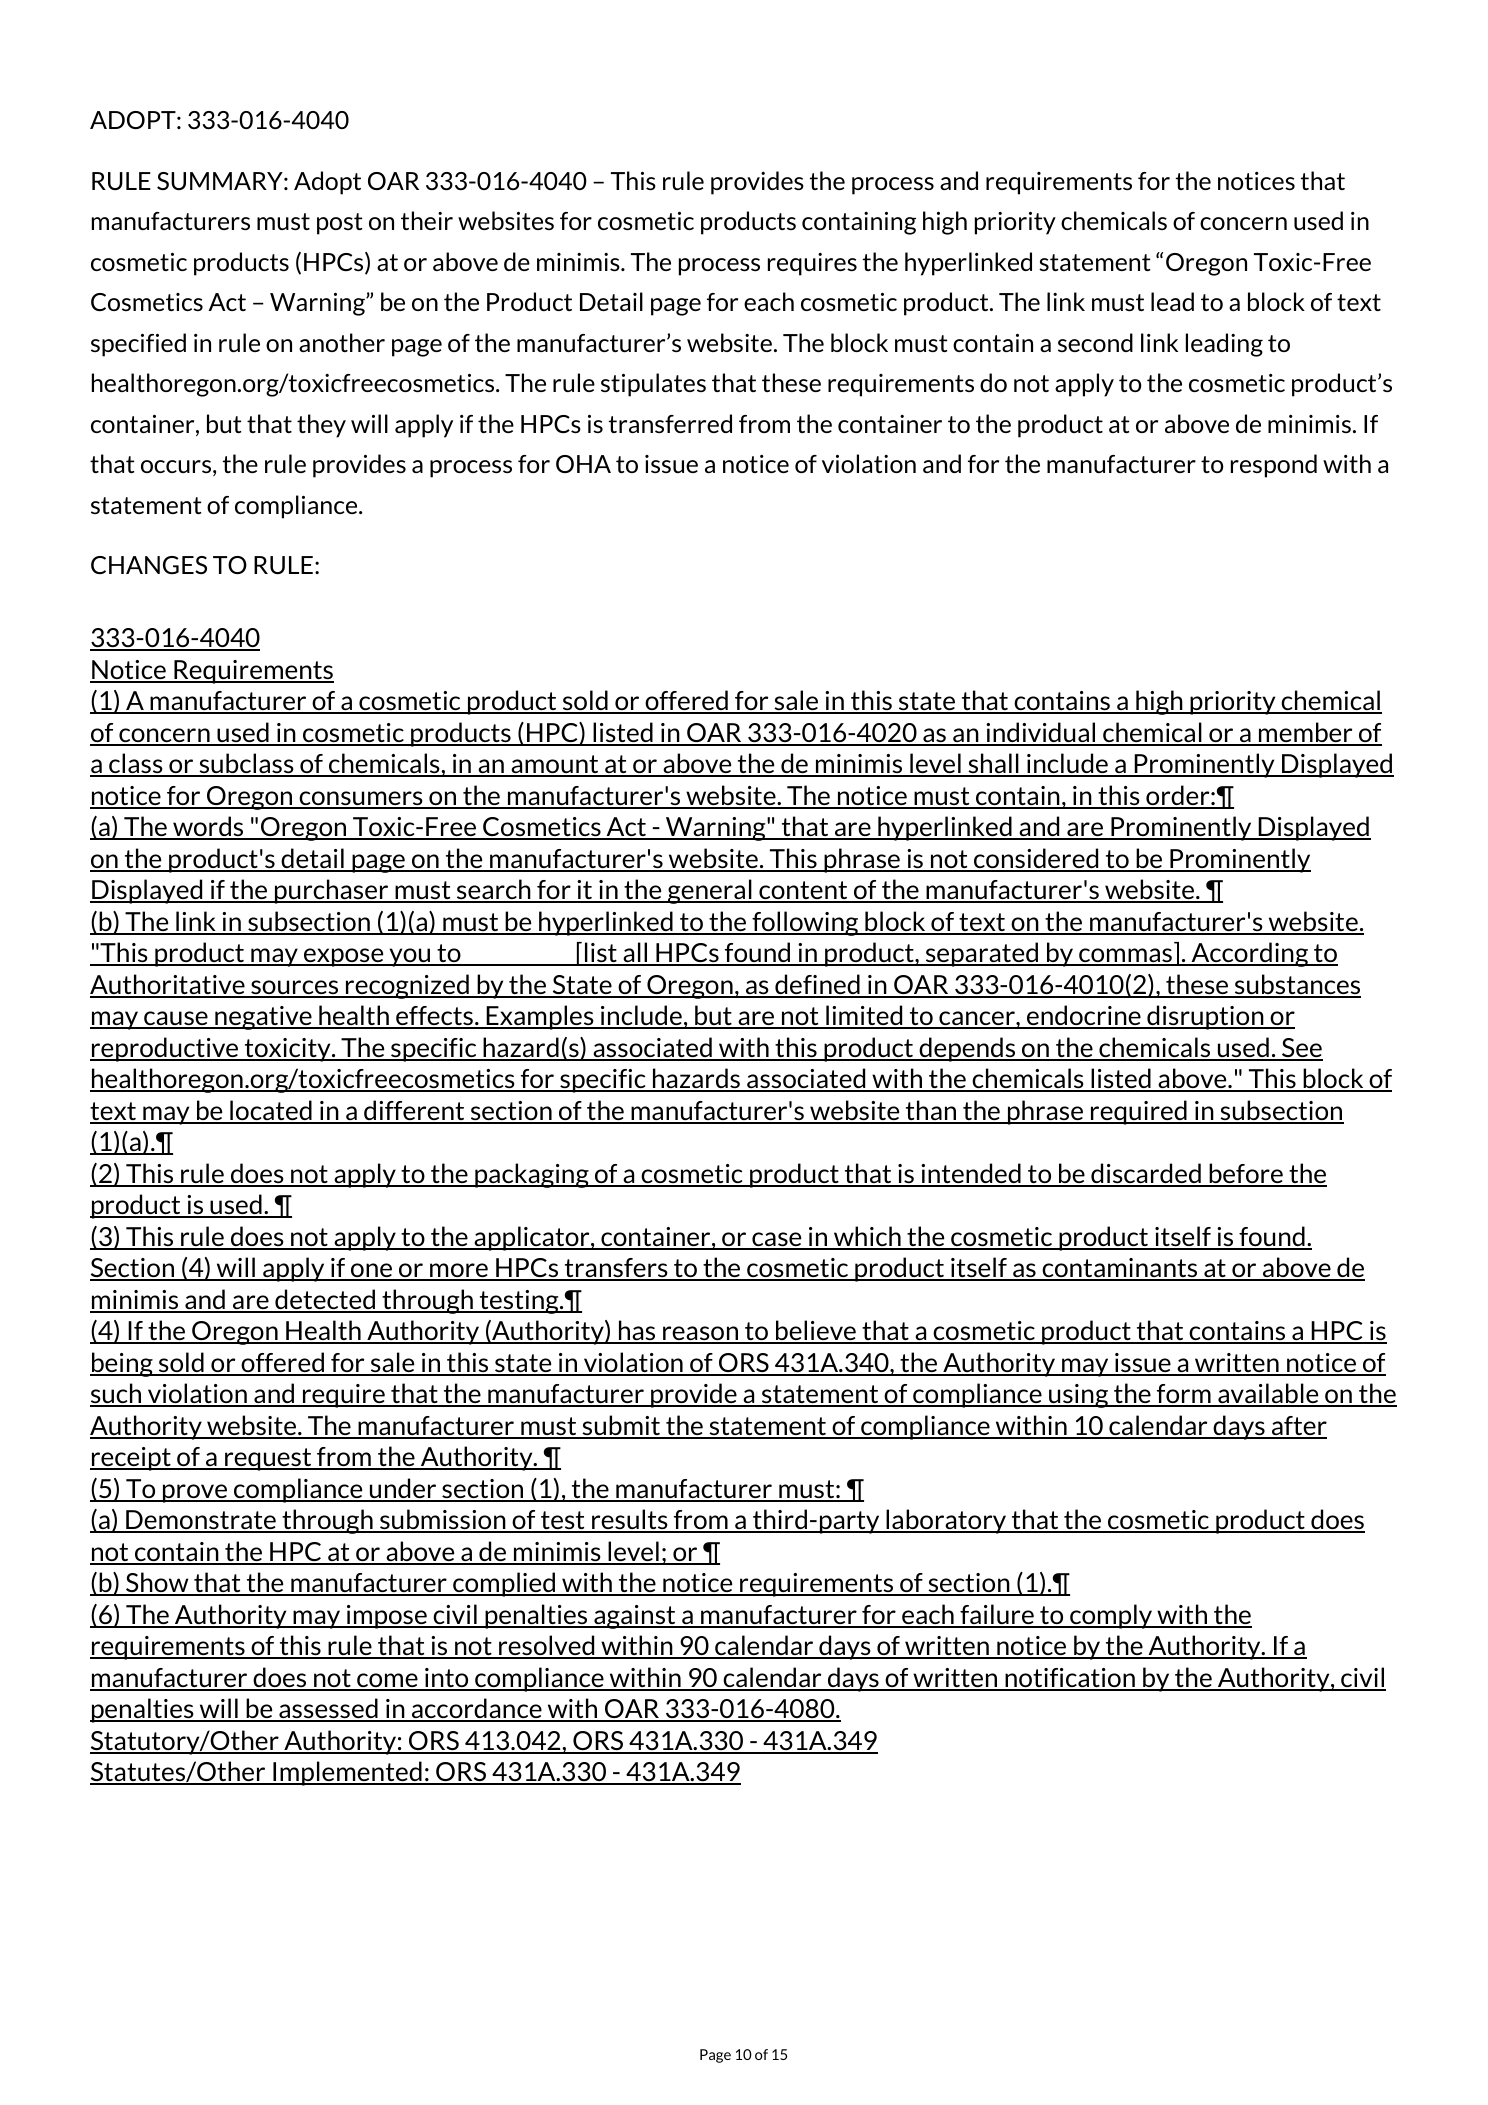 ADOPT: 333-016-4040
RULE SUMMARY: Adopt OAR 333-016-4040 – This rule provides the process and requirements for the notices that
manufacturers must post on their websites for cosmetic products containing high priority chemicals of concern used in
cosmetic products (HPCs) at or above de minimis. The process requires the hyperlinked statement “Oregon Toxic-Free
Cosmetics Act – Warning” be on the Product Detail page for each cosmetic product. The link must lead to a block of text
specified in rule on another page of the manufacturer’s website. The block must contain a second link leading to
healthoregon.org/toxicfreecosmetics. The rule stipulates that these requirements do not apply to the cosmetic product’s
container, but that they will apply if the HPCs is transferred from the container to the product at or above de minimis. If
that occurs, the rule provides a process for OHA to issue a notice of violation and for the manufacturer to respond with a
statement of compliance.
CHANGES TO RULE:
333-016-4040
Notice Requirements
(1) A manufacturer of a cosmetic product sold or offered for sale in this state that contains a high priority chemical
of concern used in cosmetic products (HPC) listed in OAR 333-016-4020 as an individual chemical or a member of
a class or subclass of chemicals, in an amount at or above the de minimis level shall include a Prominently Displayed
notice for Oregon consumers on the manufacturer's website. The notice must contain, in this order:¶
(a) The words "Oregon Toxic-Free Cosmetics Act - Warning" that are hyperlinked and are Prominently Displayed
on the product's detail page on the manufacturer's website. This phrase is not considered to be Prominently
Displayed if the purchaser must search for it in the general content of the manufacturer's website. ¶
(b) The link in subsection (1)(a) must be hyperlinked to the following block of text on the manufacturer's website.
"This product may expose you to ________ [list all HPCs found in product, separated by commas]. According to
Authoritative sources recognized by the State of Oregon, as defined in OAR 333-016-4010(2), these substances
may cause negative health effects. Examples include, but are not limited to cancer, endocrine disruption or
reproductive toxicity. The specific hazard(s) associated with this product depends on the chemicals used. See
healthoregon.org/toxicfreecosmetics for specific hazards associated with the chemicals listed above." This block of
text may be located in a different section of the manufacturer's website than the phrase required in subsection
(1)(a).¶
(2) This rule does not apply to the packaging of a cosmetic product that is intended to be discarded before the
product is used. ¶
(3) This rule does not apply to the applicator, container, or case in which the cosmetic product itself is found.
Section (4) will apply if one or more HPCs transfers to the cosmetic product itself as contaminants at or above de
minimis and are detected through testing.¶
(4) If the Oregon Health Authority (Authority) has reason to believe that a cosmetic product that contains a HPC is
being sold or offered for sale in this state in violation of ORS 431A.340, the Authority may issue a written notice of
such violation and require that the manufacturer provide a statement of compliance using the form available on the
Authority website. The manufacturer must submit the statement of compliance within 10 calendar days after
receipt of a request from the Authority. ¶
(5) To prove compliance under section (1), the manufacturer must: ¶
(a) Demonstrate through submission of test results from a third-party laboratory that the cosmetic product does
not contain the HPC at or above a de minimis level; or ¶
(b) Show that the manufacturer complied with the notice requirements of section (1).¶
(6) The Authority may impose civil penalties against a manufacturer for each failure to comply with the
requirements of this rule that is not resolved within 90 calendar days of written notice by the Authority. If a
manufacturer does not come into compliance within 90 calendar days of written notification by the Authority, civil
penalties will be assessed in accordance with OAR 333-016-4080.
Statutory/Other Authority: ORS 413.042, ORS 431A.330 - 431A.349
Statutes/Other Implemented: ORS 431A.330 - 431A.349
Page 10 of 15